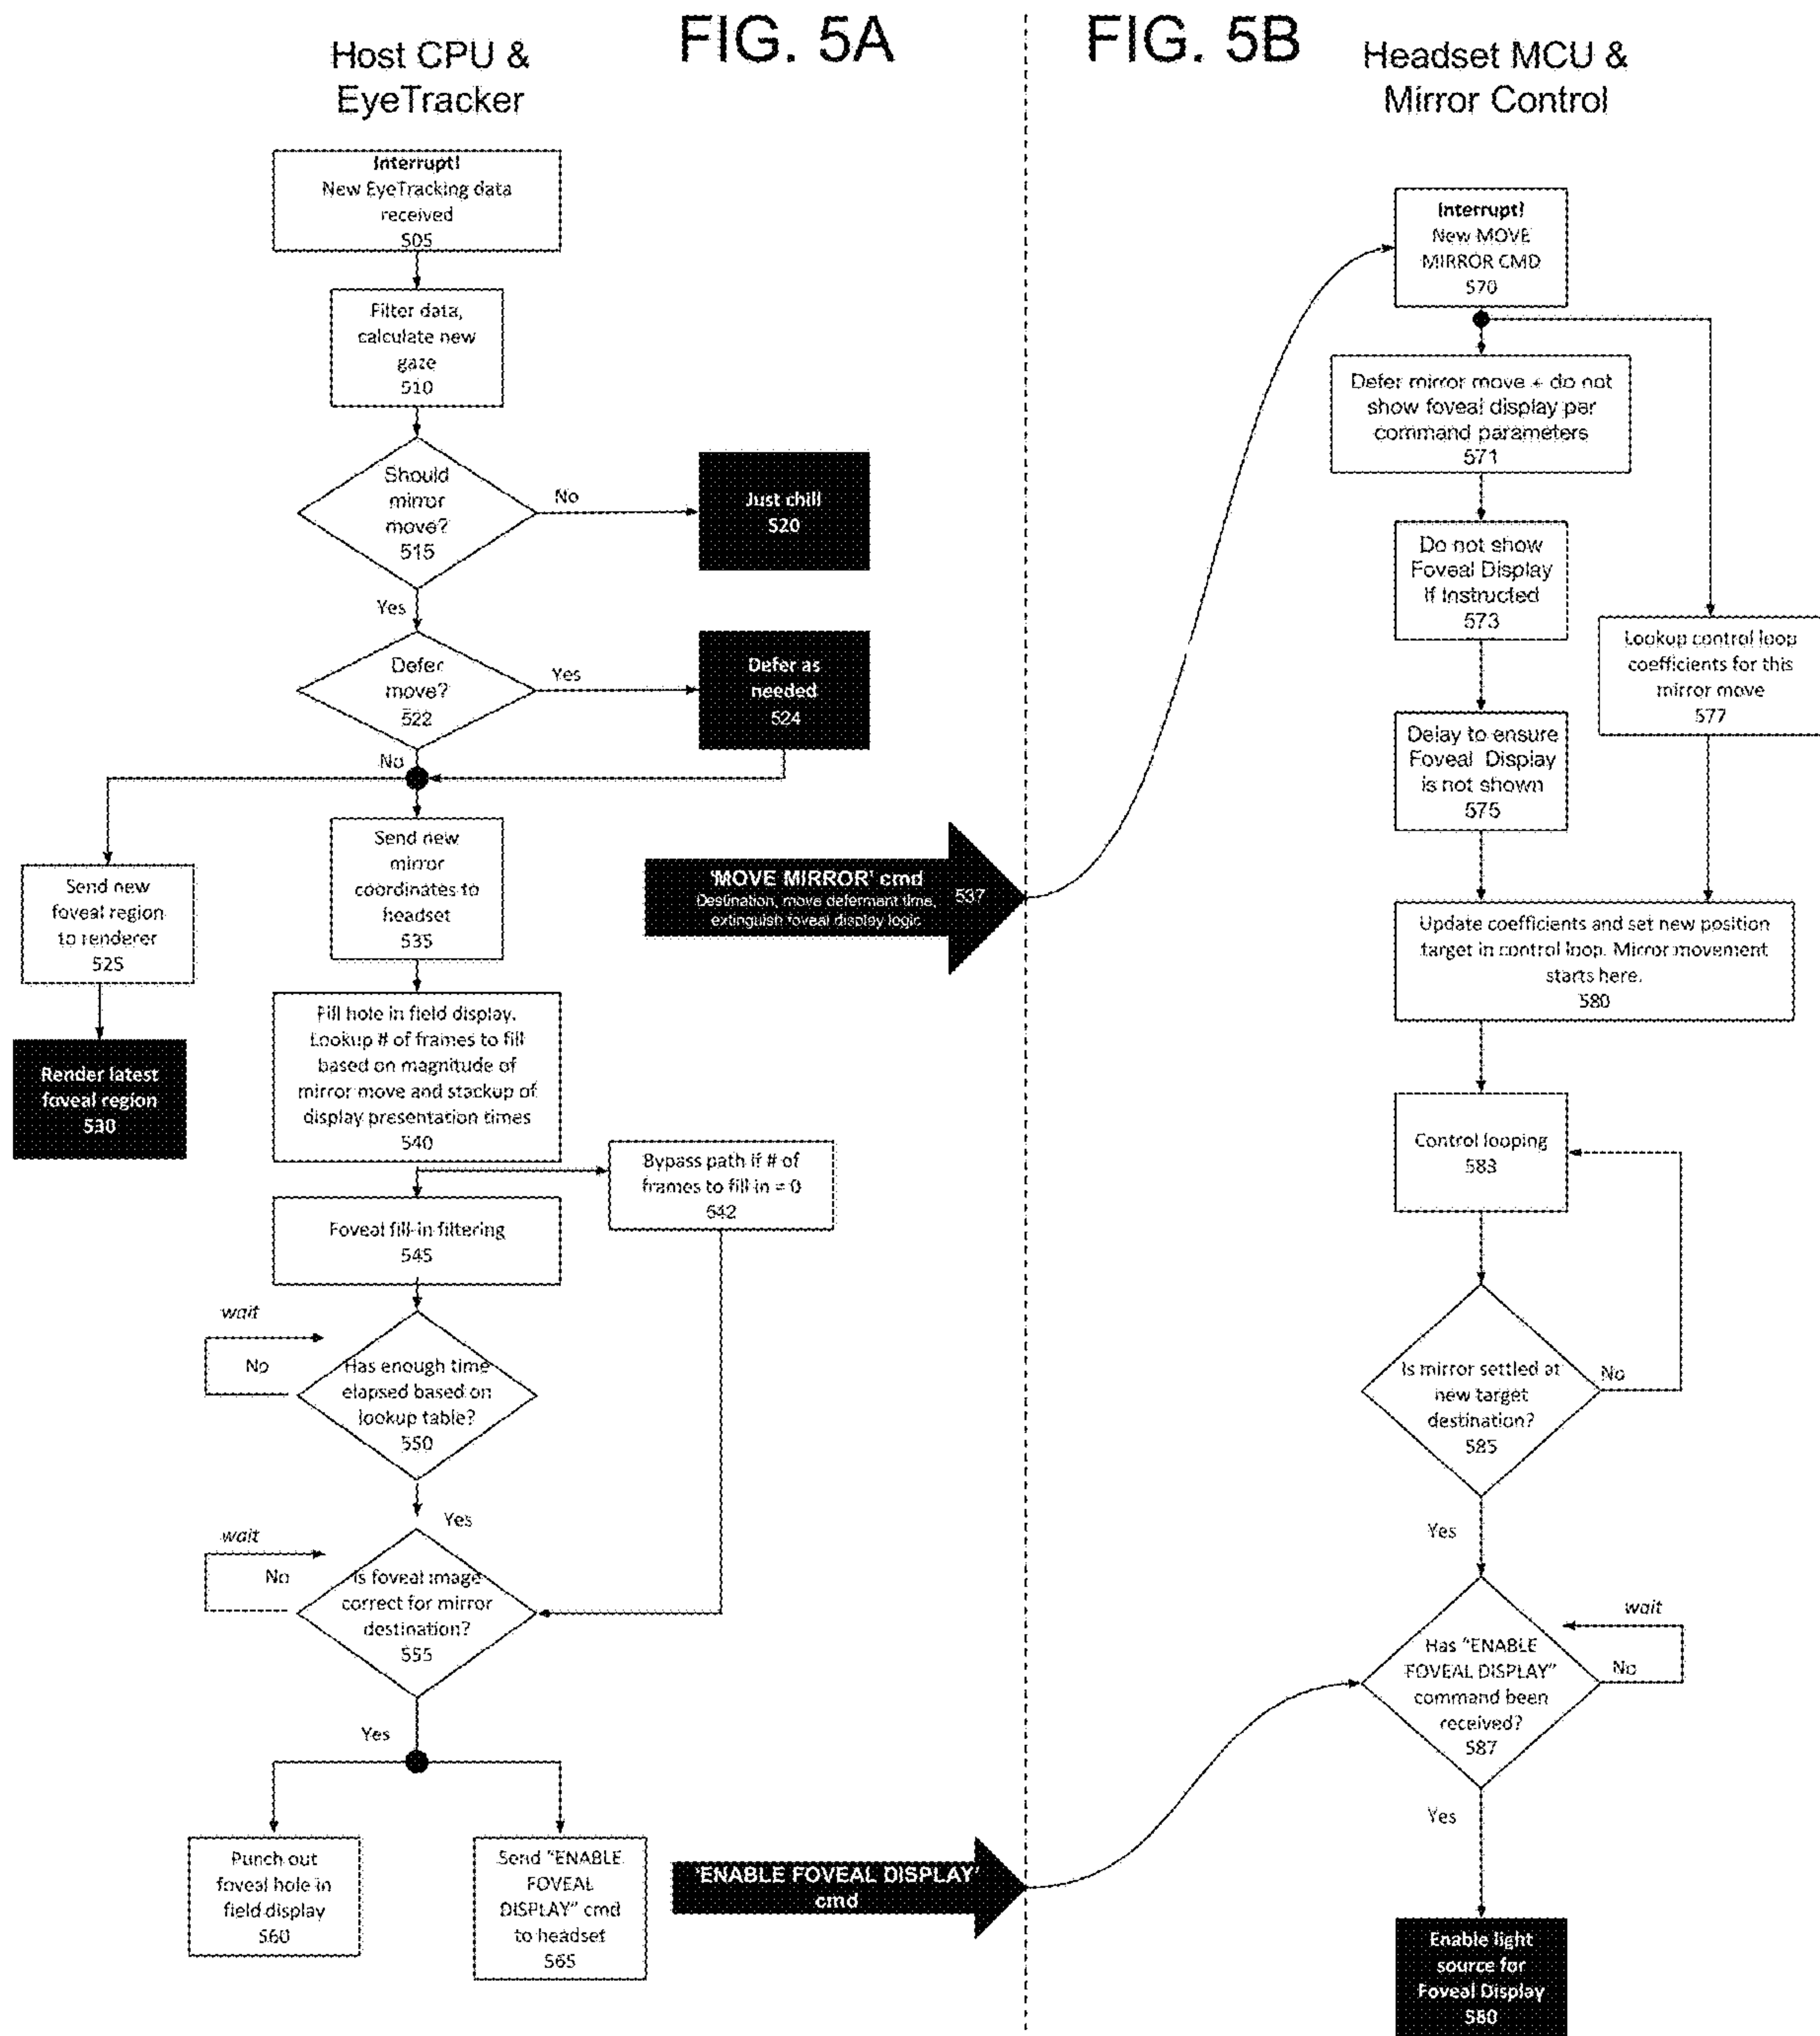 FIG. 5A
Host CPU &
EyeTracker
Interrupt!
New EyeTracking data
received
505
Filter data,
calculate new
gaze
510
Should
mirror
move?
515
No
Just chill
520
Yes
Defer
move?
522
Yes
Defer as
needed
524
No
Send new
foveal region
to renderer
525
Render latest
foveal region
530
Send new
mirror
coordinates to
headset
535
'MOVE MIRROR' cmd
Destination, move deferment time,
extinguish foveal display logic
537
Fill hole in field display.
Lookup # of frames to fill
based on magnitude of
mirror move and stackup of
display presentation times
540
Bypass path if # of
frames to fill-in = 0
542
Foveal fill-in filtering
545
wait
No
Has enough time
elapsed based on
lookup table?
550
Yes
wait
No
Is foveal image
correct for mirror
destination?
555
Yes
Punch out
foveal hole in
field display
560
Send "ENABLE
FOVEAL
DISPLAY" cmd
to headset
565
'ENABLE FOVEAL DISPLAY'
cmd
FIG. 5B
Headset MCU &
Mirror Control
Interrupt!
New MOVE
MIRROR CMD
570
Defer mirror move + do not
show foveal display per
command parameters
571
Do not show
Foveal Display
If Instructed
573
Delay to ensure
Foveal Display
is not shown
575
Lookup control loop
coefficients for this
mirror move
577
Update coefficients and set new position
target in control loop. Mirror movement
starts here.
580
Control looping
583
Is mirror settled at
new target
destination?
585
No
Yes
Has "ENABLE
FOVEAL DISPLAY"
command been
received?
587
wait
No
Yes
Enable light
source for
Foveal Display
580